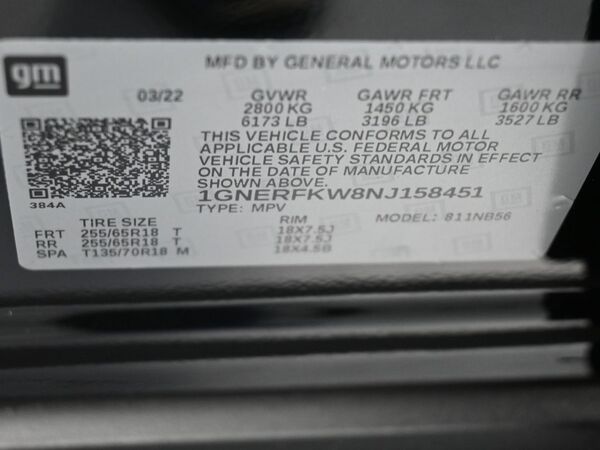 gm
MFD BY GENERAL MOTORS LLC
03/22 GVWR GAWR FRT GAWR RR
2800 KG 1450 KG 1600 KG
6173 LB 3196 LB 3527 LB
THIS VEHICLE CONFORMS TO ALL
APPLICABLE U.S. FEDERAL MOTOR
VEHICLE SAFETY STANDARDS IN EFFECT
ON THE DATE OF MANUFACTURE
SHOWN ABOVE.
384A
1GNERFKW8NJ158451
TYPE: MPV MODEL: 811NB56
TIRE SIZE RIM
FRT 255/65R18 T 18X7.5J
RR 255/65R18 T 18X7.5J
SPA T135/70R18 M 18X4.5B